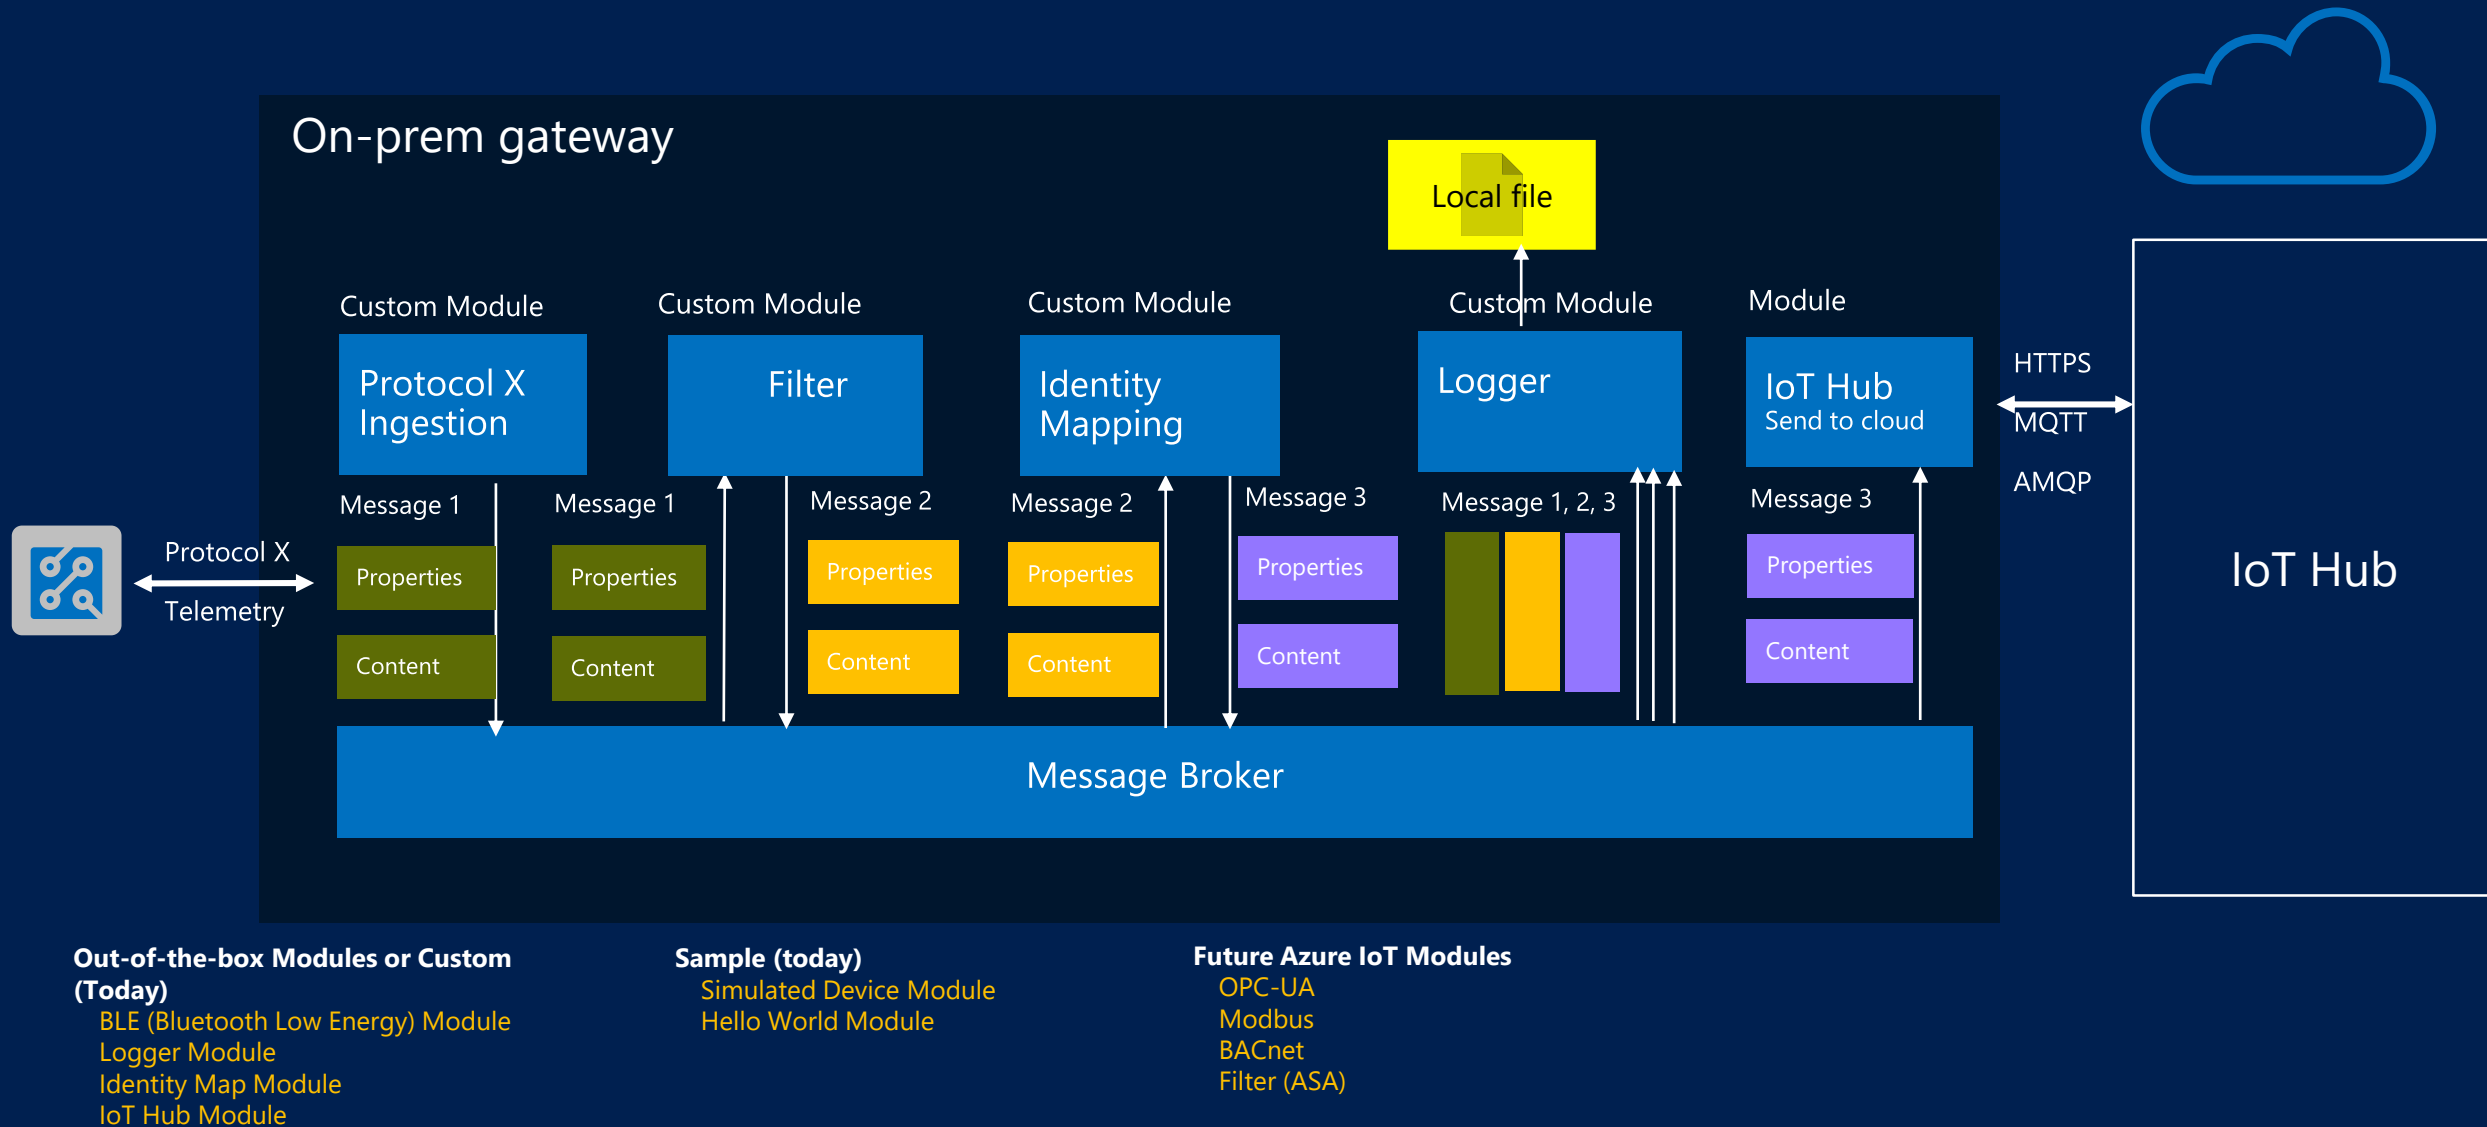 On-prem gateway
Local file
Custom Module
Custom Module
Custom Module
Custom Module
Module
Protocol X
Ingestion
Filter
Identity
Mapping
Logger
IoT Hub
Send to cloud
HTTPS
MQTT
AMQP
Message 1
Message 1
Message 2
Message 2
Message 3
Message 1, 2, 3
Message 3
Protocol X
Telemetry
Properties
Properties
Properties
Properties
Properties
Properties
Content
Content
Content
Content
Content
Content
IoT Hub
Message Broker
Out-of-the-box Modules or Custom
(Today)
BLE (Bluetooth Low Energy) Module
Logger Module
Identity Map Module
IoT Hub Module
Sample (today)
Simulated Device Module
Hello World Module
Future Azure IoT Modules
OPC-UA
Modbus
BACnet
Filter (ASA)